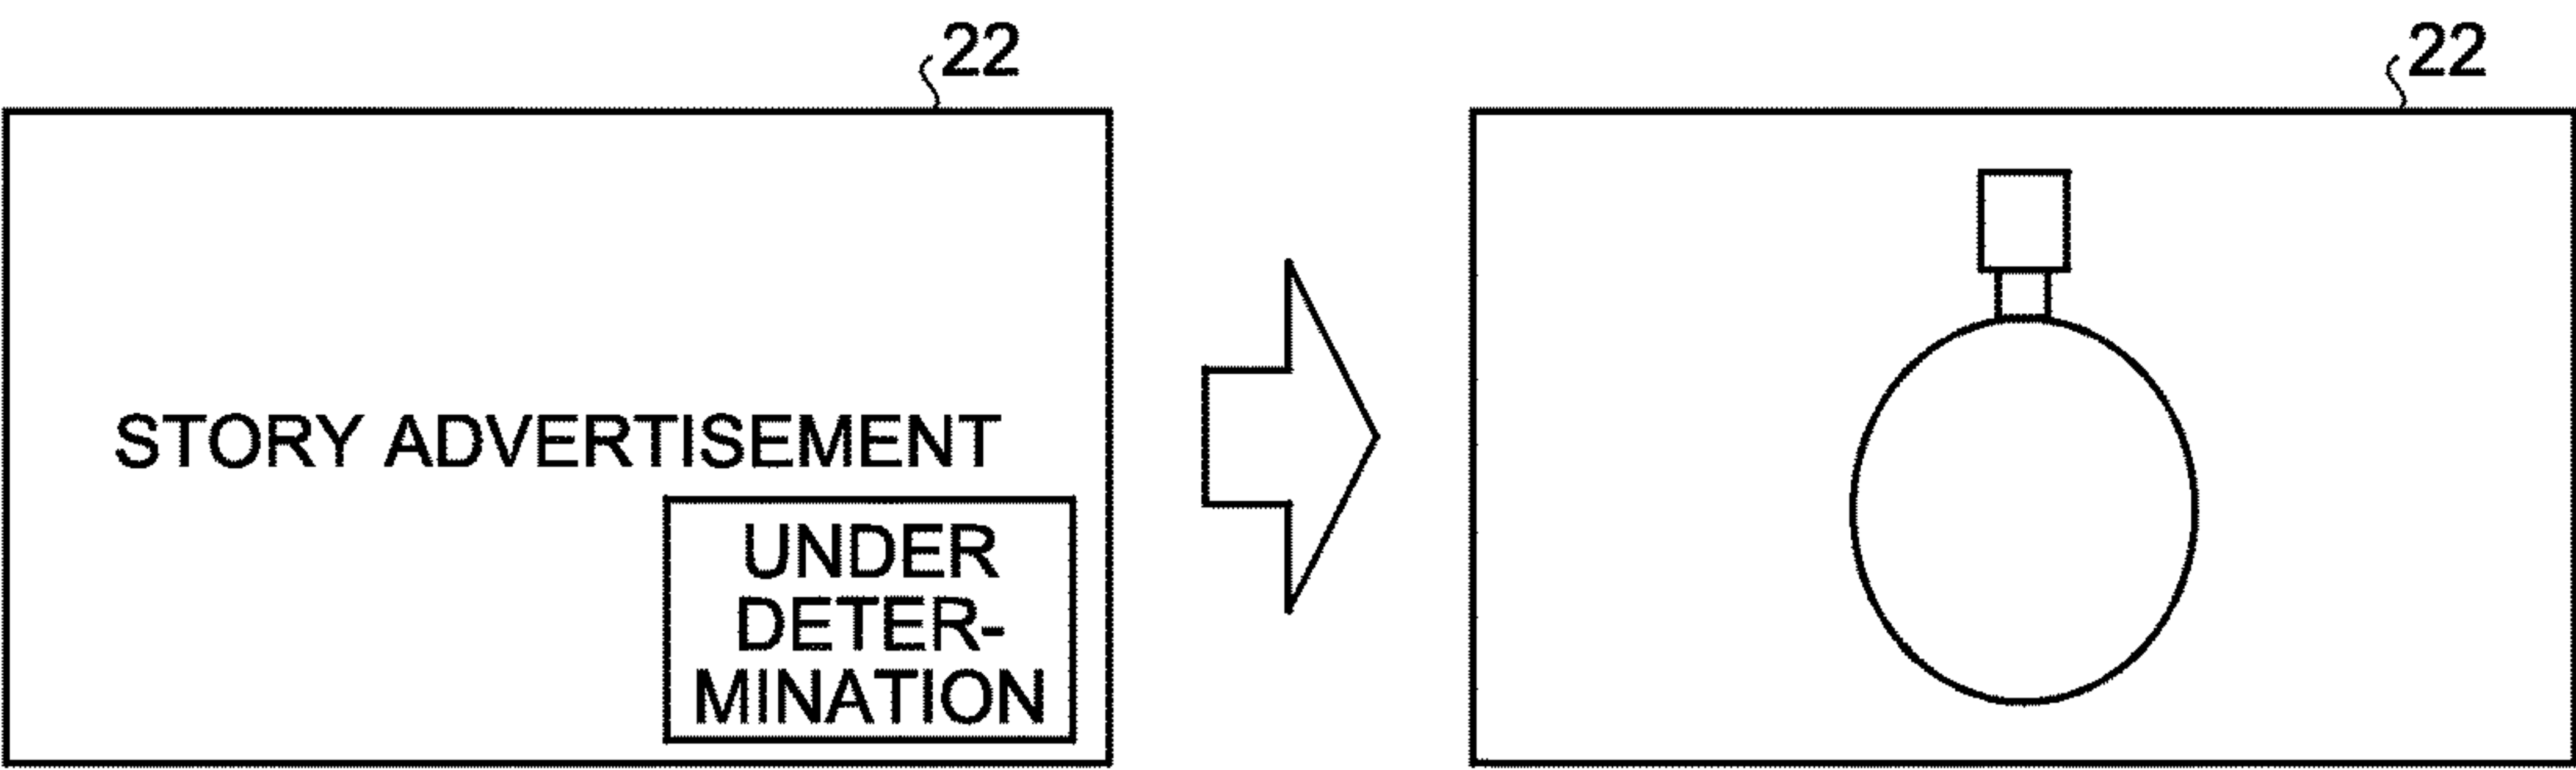 22
22
STORY ADVERTISEMENT
UNDER
DETER-
MINATION